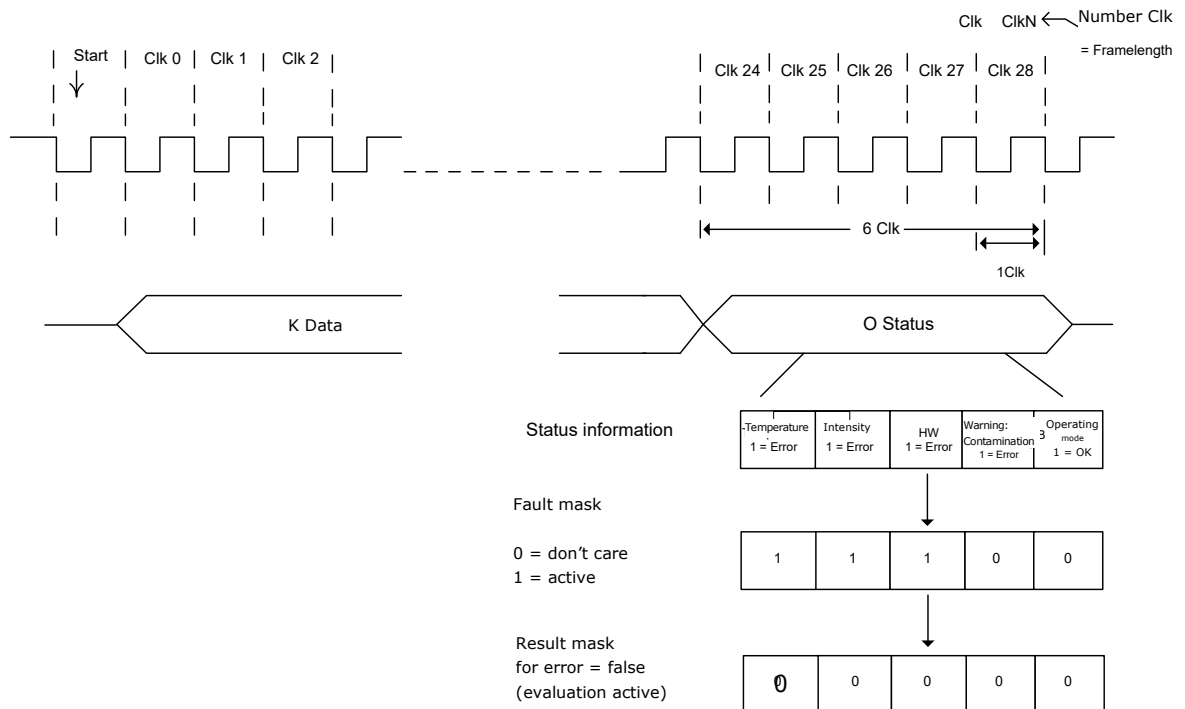 Clk ClkN Number Clk
= Framelength
Start Clk 0 Clk 1 Clk 2
Clk 24 Clk 25 Clk 26 Clk 27 Clk 28
6 Clk
1Clk
K Data
O Status
Status information
-Temperature
1 = Error
Intensity
1 = Error
HW
1 = Error
Warning:
Contamination
1 = Error
Operating
mode
1 = OK
Fault mask
0 = don't care
1 = active
1 1 1 0 0
Result mask
for error = false
(evaluation active)
0 0 0 0 0